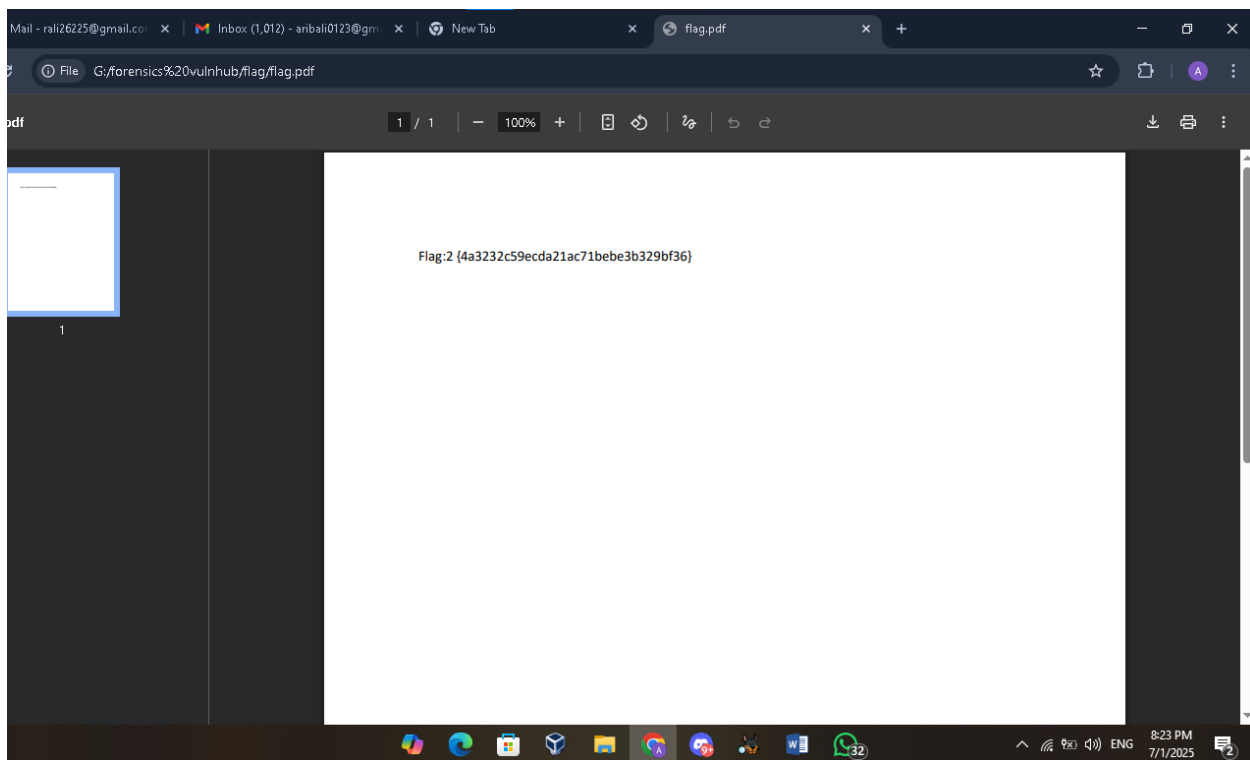 Mail - rali26225@gmail.co
Inbox (1,012) - aribali0123@gm
New Tab
flag.pdf
File
G:/forensics%20vulnhub/flag/flag.pdf
A
pdf
1 / 1
100%
1
Flag:2 {4a3232c59ecda21ac71bebe3b329bf36}
9+
32
ENG
8:23 PM
7/1/2025
2